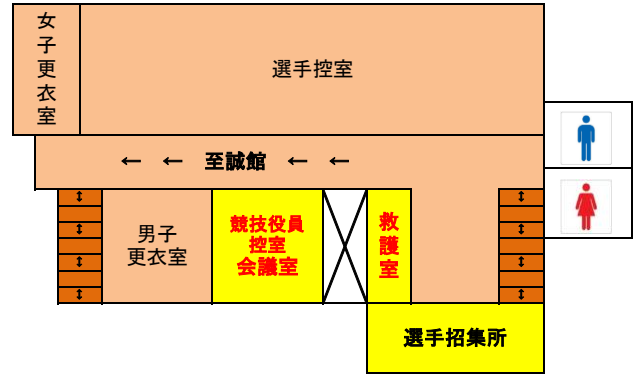 女子更衣室
選手控室
← ← 至誠館 ← ←
↕
↕
↕
↕
男子
更衣室
競技役員
控室
会議室
救護室
↕
↕
↕
↕
選手招集所